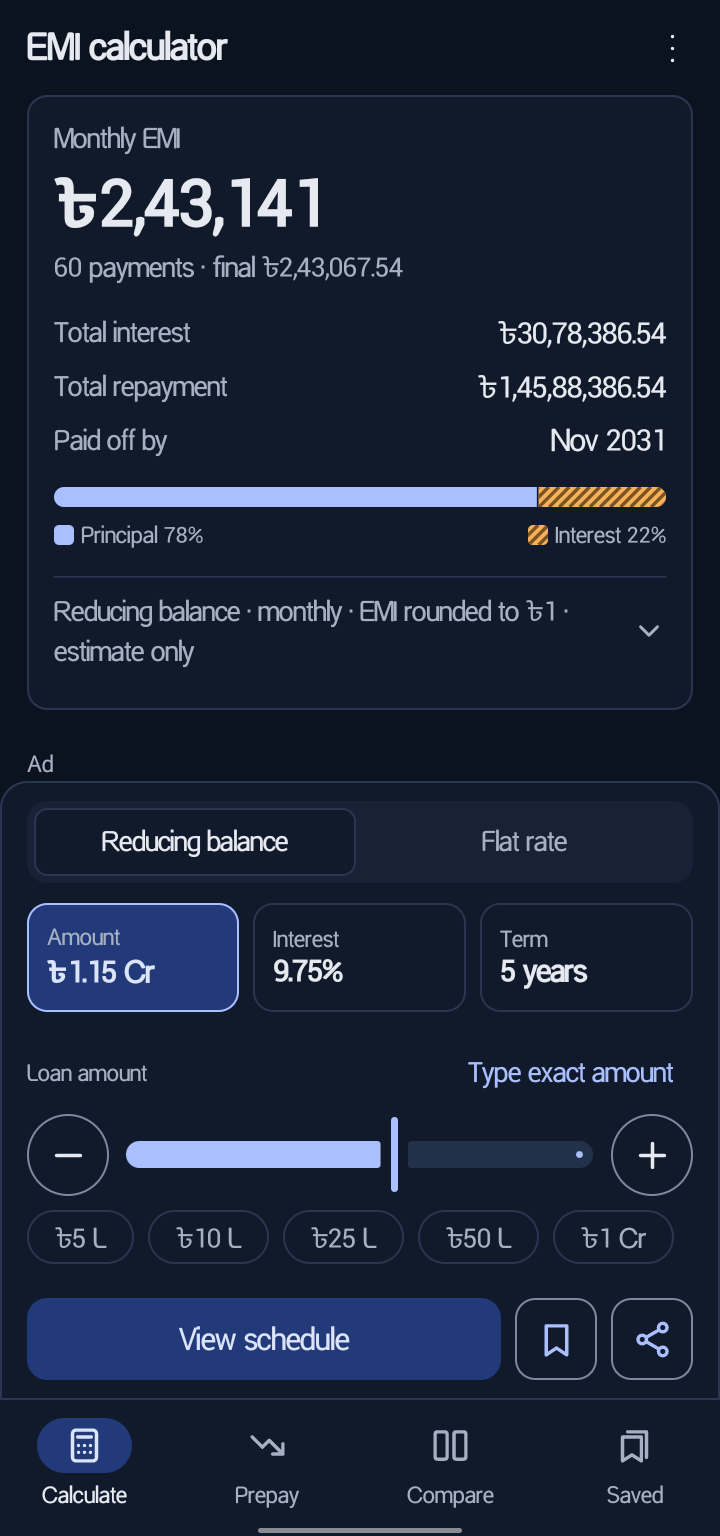 EMI calculator
Monthly EMI
৳2,43,141
60 payments · final ৳2,43,067.54
Total interest ৳30,78,386.54
Total repayment ৳1,45,88,386.54
Paid off by Nov 2031
Principal 78% Interest 22%
Reducing balance · monthly · EMI rounded to ৳1 ·
estimate only
Ad
Reducing balance Flat rate
Amount Interest Term
৳1.15 Cr 9.75% 5 years
Loan amount Type exact amount
৳5 L ৳10 L ৳25 L ৳50 L ৳1 Cr
View schedule
Calculate Prepay Compare Saved